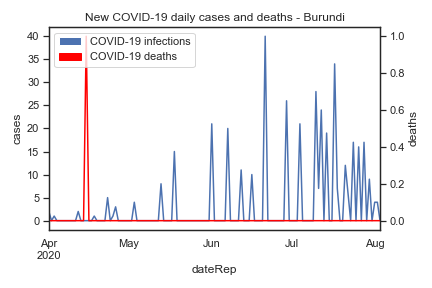 New COVID-19 daily cases and deaths - Burundi
COVID-19 infections
COVID-19 deaths
40
35
30
25
20
15
10
5
0
cases
1.0
0.8
0.6
0.4
0.2
0.0
deaths
Apr May Jun Jul Aug
2020
dateRep